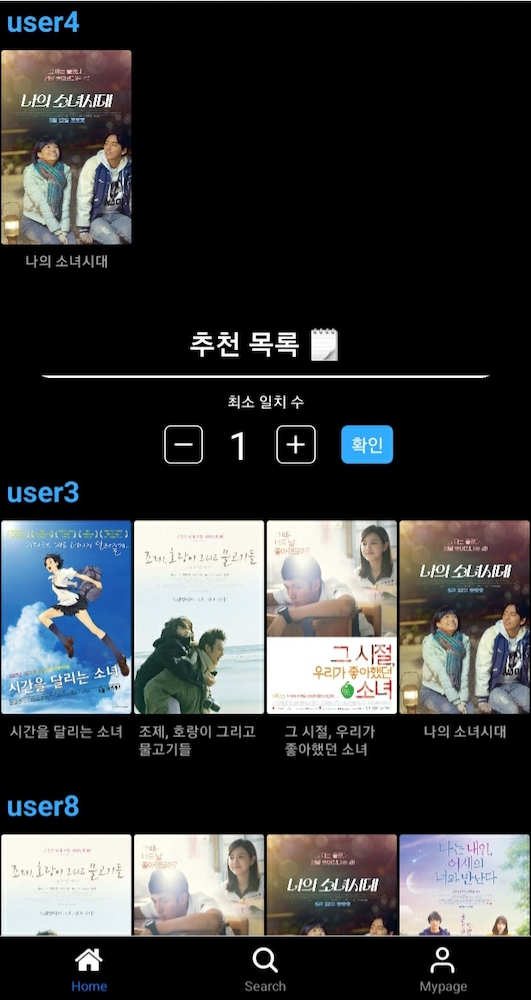 user4
나의 소녀시대
5월 12일
나의 소녀시대
추천 목록
최소 일치 수
− 1 + 확인
user3
시간을 달리는 소녀
조제, 호랑이 그리고 물고기들
그 시절,
우리가 좋아했던
소녀
나의 소녀시대
시간을 달리는 소녀
조제, 호랑이 그리고
물고기들
그 시절, 우리가
좋아했던 소녀
나의 소녀시대
user8
조제, 호랑이 그리고 물고기들
나의 소녀시대
나는 내일,
어제의
너와 만난다
Home
Search
Mypage